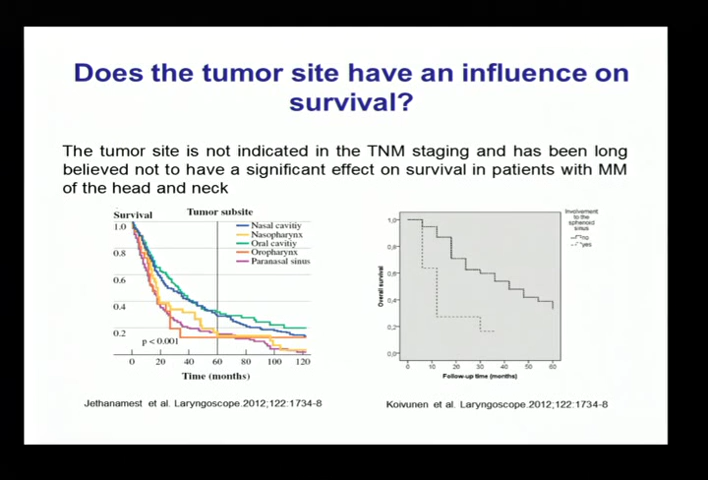 Does the tumor site have an influence on
survival?
The tumor site is not indicated in the TNM staging and has been long
believed not to have a significant effect on survival in patients with MM
of the head and neck
Survival
Tumor subsite
Nasal cavitiy
Nasopharynx
Oral cavitiy
Oropharynx
Paranasal sinus
1.0
0.8
0.6
0.4
0.2
p < 0.001
0 20 40 60 80 100 120
Time (months)
Involvement
to the
sphenoid
sinus
no
yes
Overall survival
1,0
0,8
0,6
0,4
0,2
0,0
0 10 20 30 40 50 60
Follow-up time (months)
Jethanamest et al. Laryngoscope.2012;122:1734-8
Koivunen et al. Laryngoscope.2012;122:1734-8